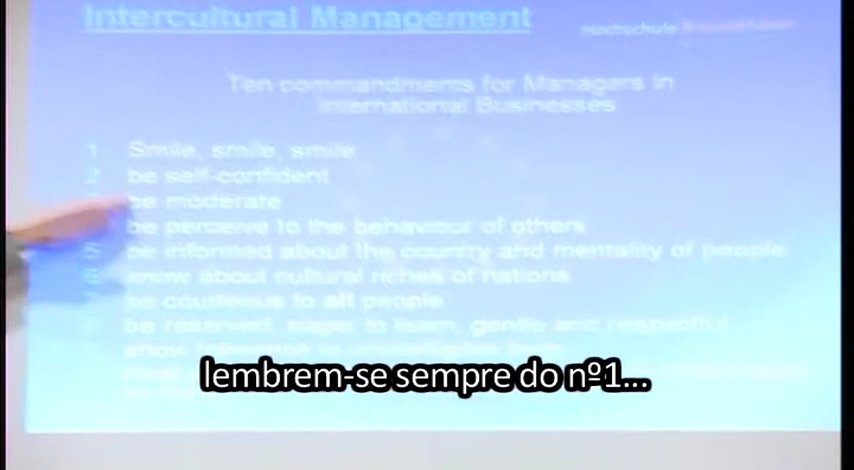 Intercultural Management
Hochschule
Ten commandments for Managers in
International Businesses
1 Smile, smile, smile
2 be self-confident
be moderate
be perceive to the behaviour of others
5 be informed about the country and mentality of people
6 know about cultural riches of nations
be courteous to all people
be reserved, eager to learn, gentle and respectful
show
lembrem-se sempre do nº1...